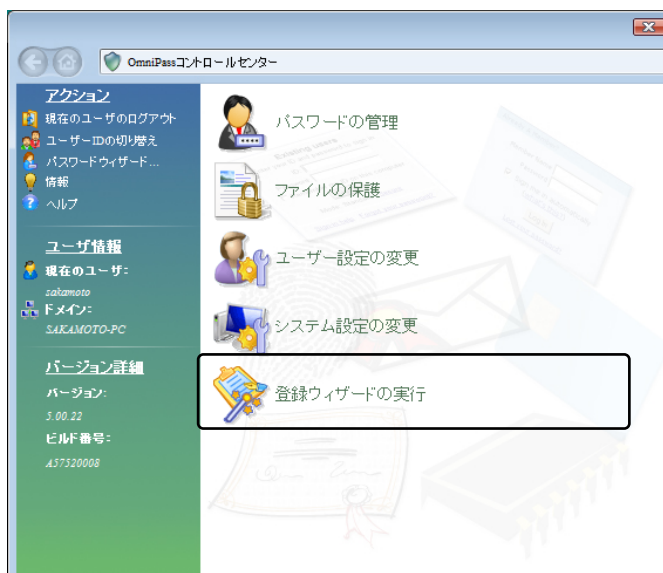 OmniPassコントロールセンター
アクション
現在のユーザのログアウト
ユーザーIDの切り替え
パスワードウィザード...
情報
ヘルプ
ユーザ情報
現在のユーザ:
sakamoto
ドメイン:
SAKAMOTO-PC
バージョン詳細
バージョン:
5.00.22
ビルド番号:
A57520008
パスワードの管理
ファイルの保護
ユーザー設定の変更
システム設定の変更
登録ウィザードの実行